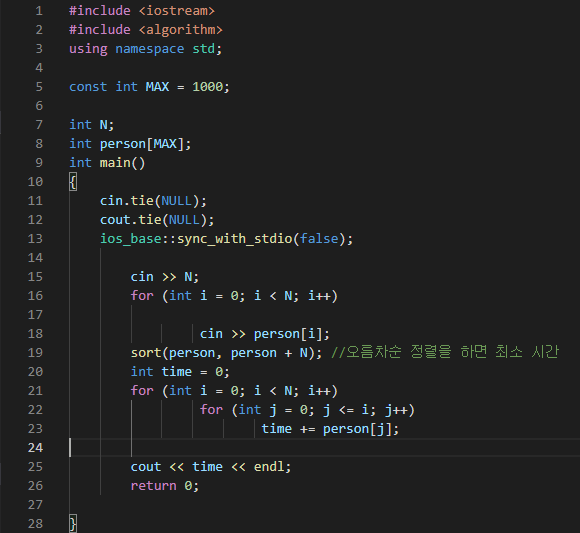 1 #include <iostream>
2 #include <algorithm>
3 using namespace std;
4
5 const int MAX = 1000;
6
7 int N;
8 int person[MAX];
9 int main()
10 {
11 cin.tie(NULL);
12 cout.tie(NULL);
13 ios_base::sync_with_stdio(false);
14
15 cin >> N;
16 for (int i = 0; i < N; i++)
17
18 cin >> person[i];
19 sort(person, person + N); //오름차순 정렬을 하면 최소 시간
20 int time = 0;
21 for (int i = 0; i < N; i++)
22 for (int j = 0; j <= i; j++)
23 time += person[j];
24
25 cout << time << endl;
26 return 0;
27
28 }